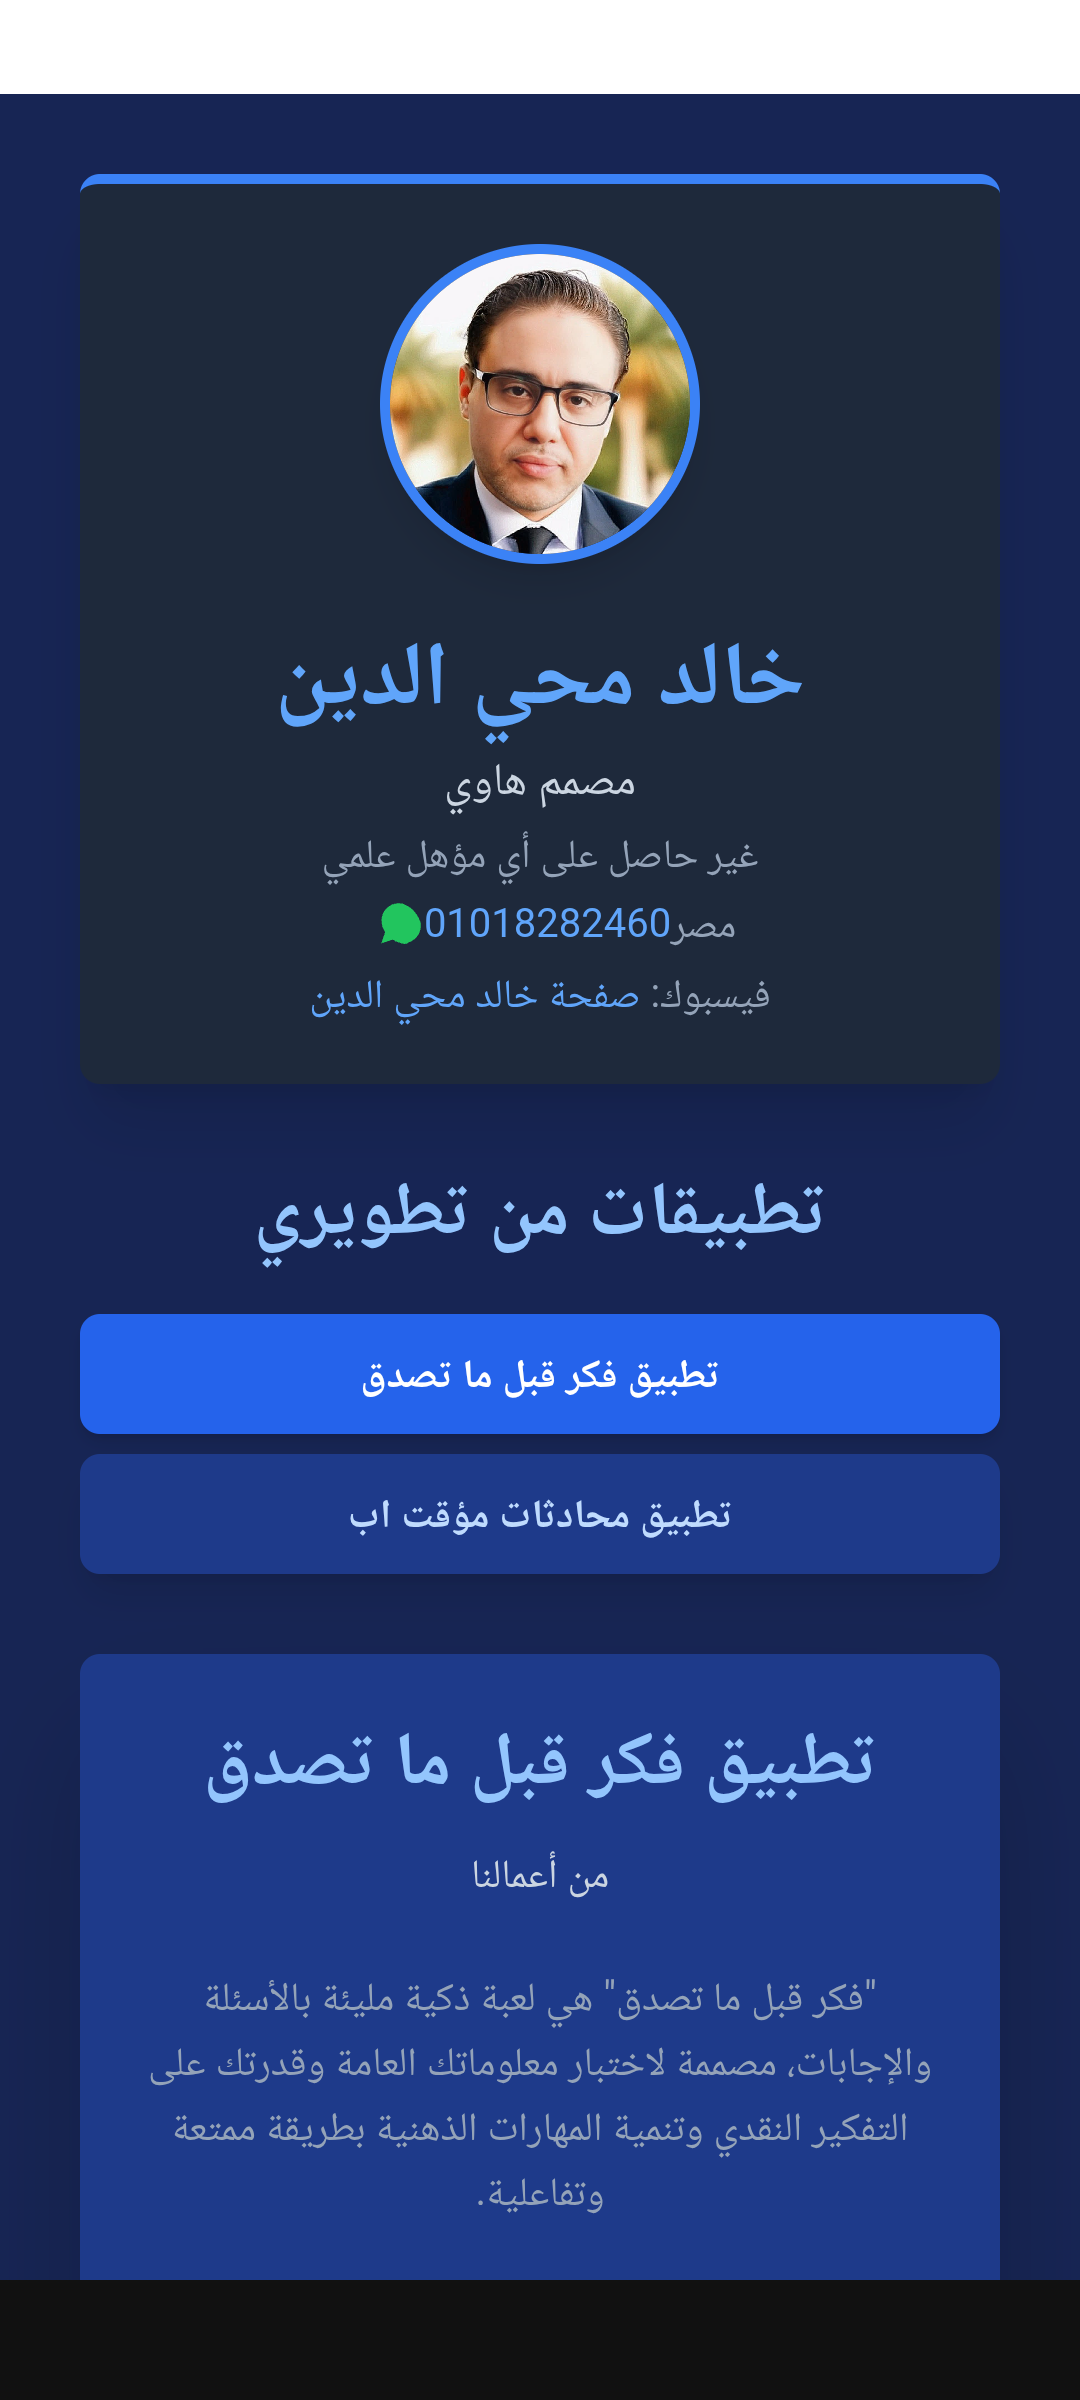 خالد محي الدين
مصمم هاوي
غير حاصل على أي مؤهل علمي
مصر01018282460
فيسبوك: صفحة خالد محي الدين
تطبيقات من تطويري
تطبيق فكر قبل ما تصدق
تطبيق محادثات مؤقت اب
تطبيق فكر قبل ما تصدق
من أعمالنا
"فكر قبل ما تصدق" هي لعبة ذكية مليئة بالأسئلة
والإجابات، مصممة لاختبار معلوماتك العامة وقدرتك على
التفكير النقدي وتنمية المهارات الذهنية بطريقة ممتعة
وتفاعلية.